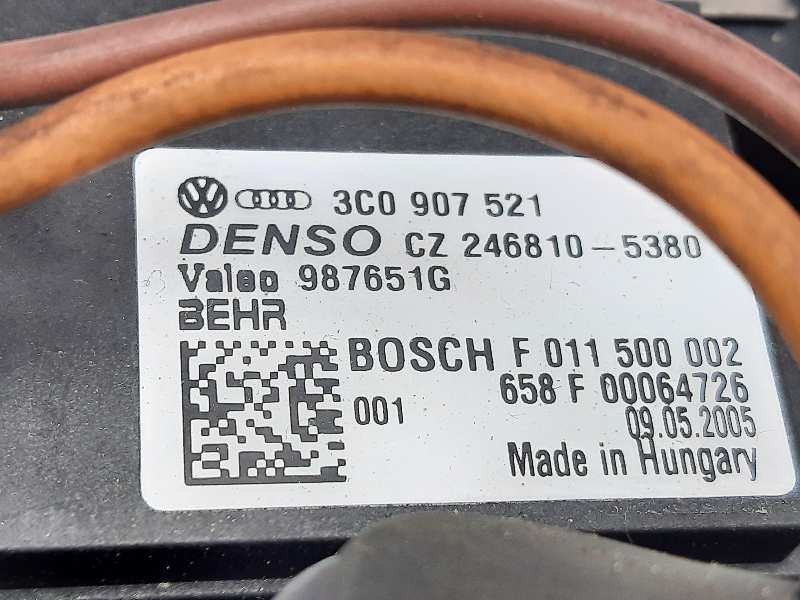 3C0 907 521
DENSO CZ 246810-5380
Valeo 987651G
BEHR
BOSCH F 011 500 002
658 F 00064726
001
09.05.2005
Made in Hungary